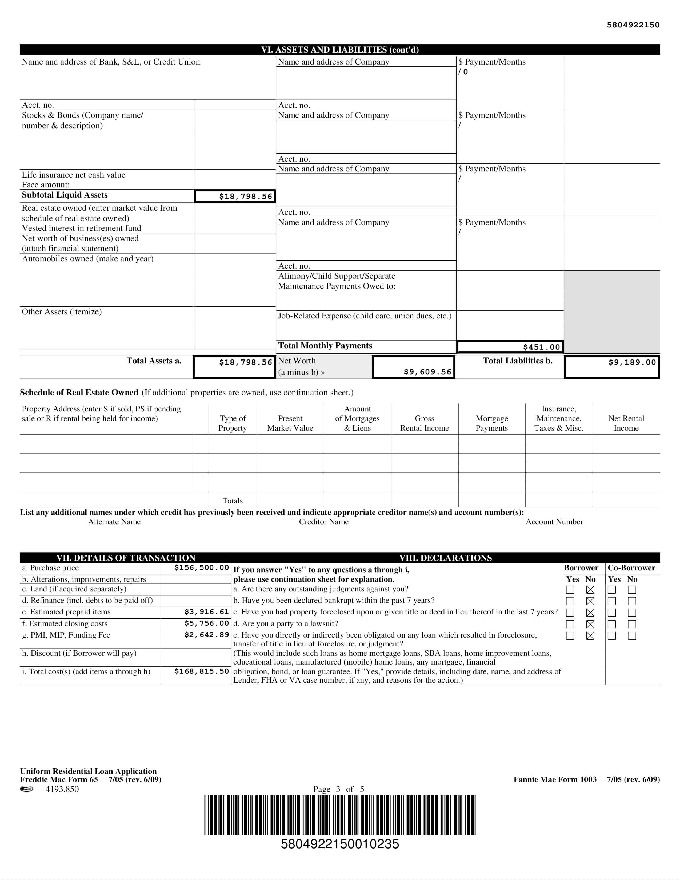 5804922150
VI. ASSETS AND LIABILITIES (cont'd)
Name and address of Bank, S&L, or Credit Union
Name and address of Company
$ Payment/Months
/ 0
Acct. no.
Acct. no.
Stocks & Bonds (Company name/
number & description)
Name and address of Company
$ Payment/Months
/
Acct. no.
Life insurance net cash value
Face amount:
Name and address of Company
$ Payment/Months
/
Subtotal Liquid Assets
$18,798.56
Real estate owned (enter market value from
schedule of real estate owned)
Acct. no.
Vested interest in retirement fund
Name and address of Company
$ Payment/Months
/
Net worth of business(es) owned
(attach financial statement)
Automobiles owned (make and year)
Acct. no.
Alimony/Child Support/Separate
Maintenance Payments Owed to:
Other Assets (itemize)
Job-Related Expense (child care, union dues, etc.)
Total Monthly Payments
$451.00
Total Assets a.
$18,798.56
Net Worth
(a minus b) »
$9,609.56
Total Liabilities b.
$9,189.00
Schedule of Real Estate Owned (If additional properties are owned, use continuation sheet.)
Property Address (enter S if sold, PS if pending
sale or R if rental being held for income)
Type of
Property
Present
Market Value
Amount
of Mortgages
& Liens
Gross
Rental Income
Mortgage
Payments
Insurance,
Maintenance,
Taxes & Misc.
Net Rental
Income
Totals
List any additional names under which credit has previously been received and indicate appropriate creditor name(s) and account number(s):
Alternate Name
Creditor Name
Account Number
VII. DETAILS OF TRANSACTION
VIII. DECLARATIONS
a. Purchase price
$156,500.00
b. Alterations, improvements, repairs
c. Land (if acquired separately)
d. Refinance (incl. debts to be paid off)
e. Estimated prepaid items
$3,916.61
f. Estimated closing costs
$5,756.00
g. PMI, MIP, Funding Fee
$2,642.89
h. Discount (if Borrower will pay)
i. Total cost(s) (add items a through h)
$168,815.50
If you answer "Yes" to any questions a through i,
please use continuation sheet for explanation.
Borrower
Co-Borrower
Yes No
Yes No
a. Are there any outstanding judgments against you?
b. Have you been declared bankrupt within the past 7 years?
c. Have you had property foreclosed upon or given title or deed in lieu thereof in the last 7 years?
d. Are you a party to a lawsuit?
e. Have you directly or indirectly been obligated on any loan which resulted in foreclosure,
transfer of title in lieu of foreclosure, or judgment?
(This would include such loans as home mortgage loans, SBA loans, home improvement loans,
educational loans, manufactured (mobile) home loans, any mortgage, financial
obligation, bond, or loan guarantee. If "Yes," provide details, including date, name, and address of
Lender, FHA or VA case number, if any, and reasons for the action.)
Uniform Residential Loan Application
Freddie Mac Form 65 7/05 (rev. 6/09)
Fannie Mae Form 1003 7/05 (rev. 6/09)
4193.850
Page 3 of 5
58049221500​10235